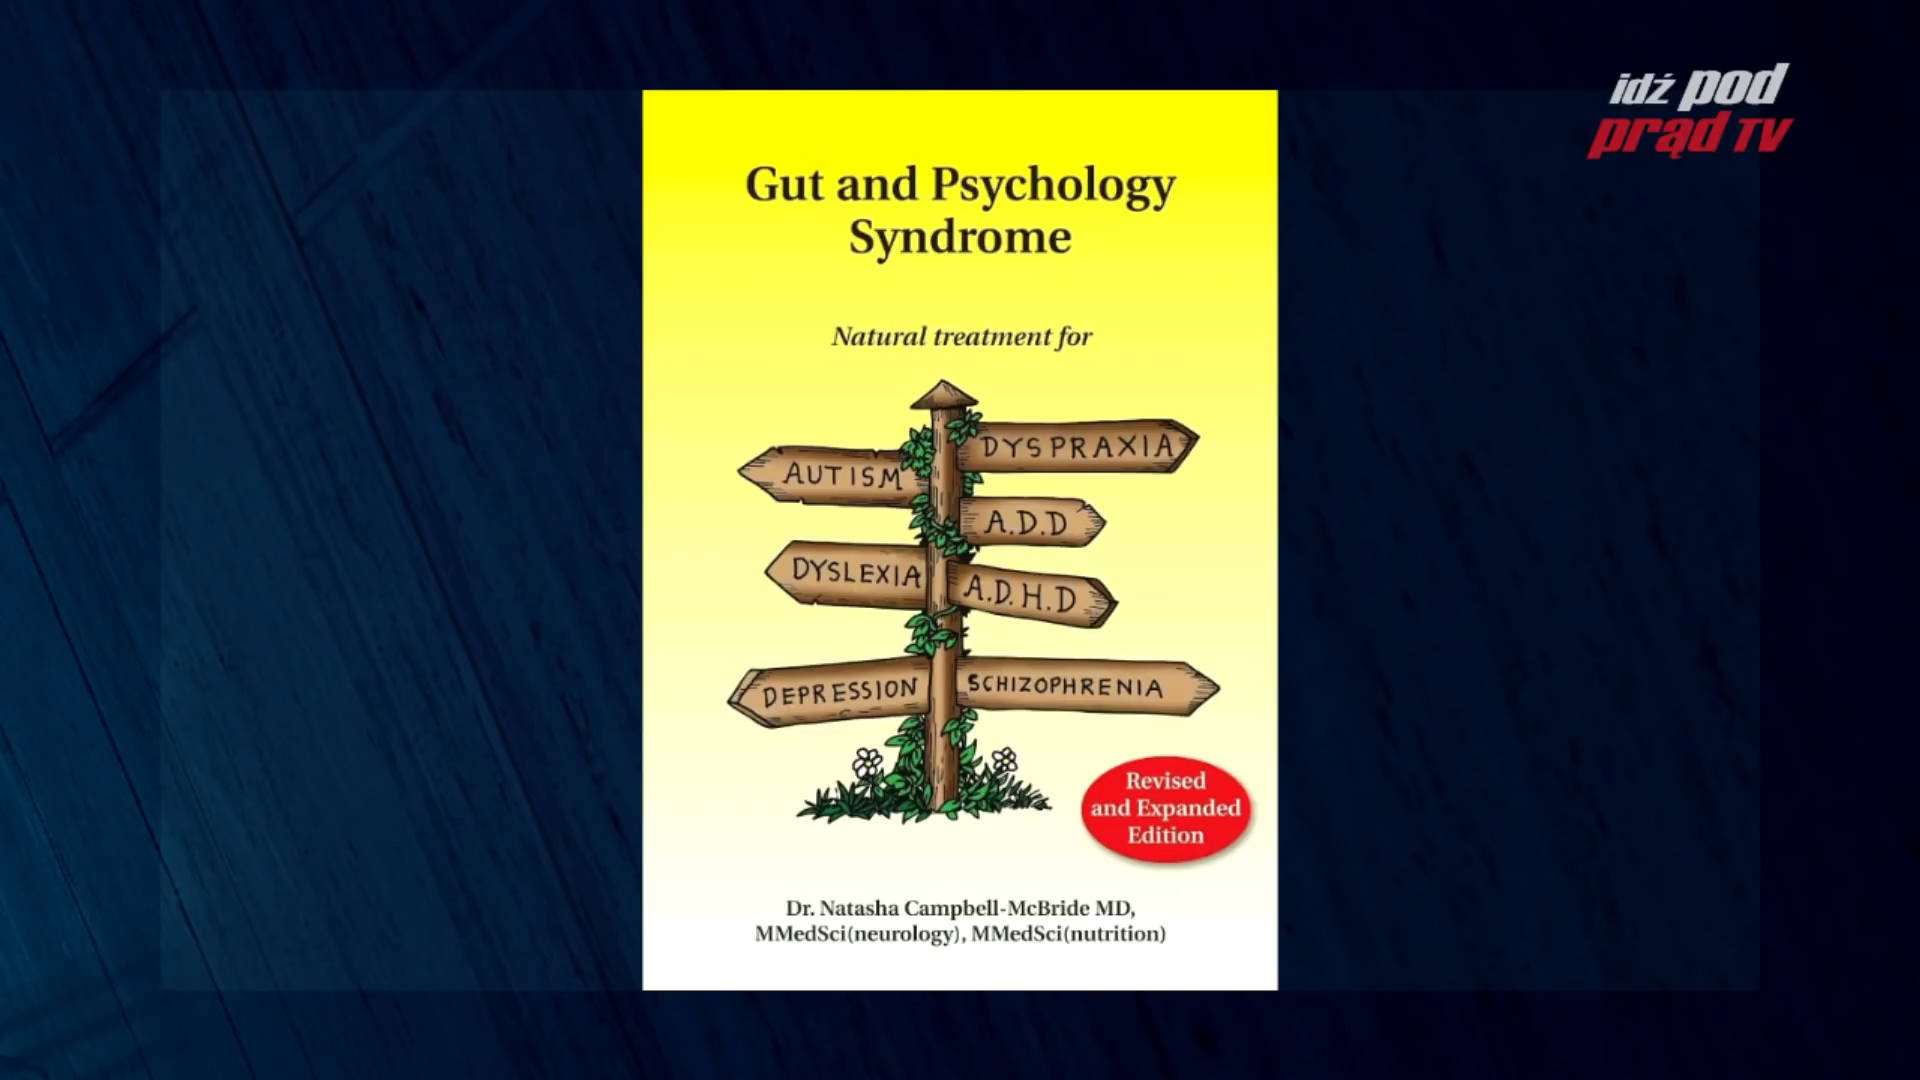 idź pod
prąd TV
Gut and Psychology
Syndrome
Natural treatment for
DYSPRAXIA
AUTISM
A.D.D
DYSLEXIA
A.D.H.D
DEPRESSION
SCHIZOPHRENIA
Revised
and Expanded
Edition
Dr. Natasha Campbell-McBride MD,
MMedSci(neurology), MMedSci(nutrition)